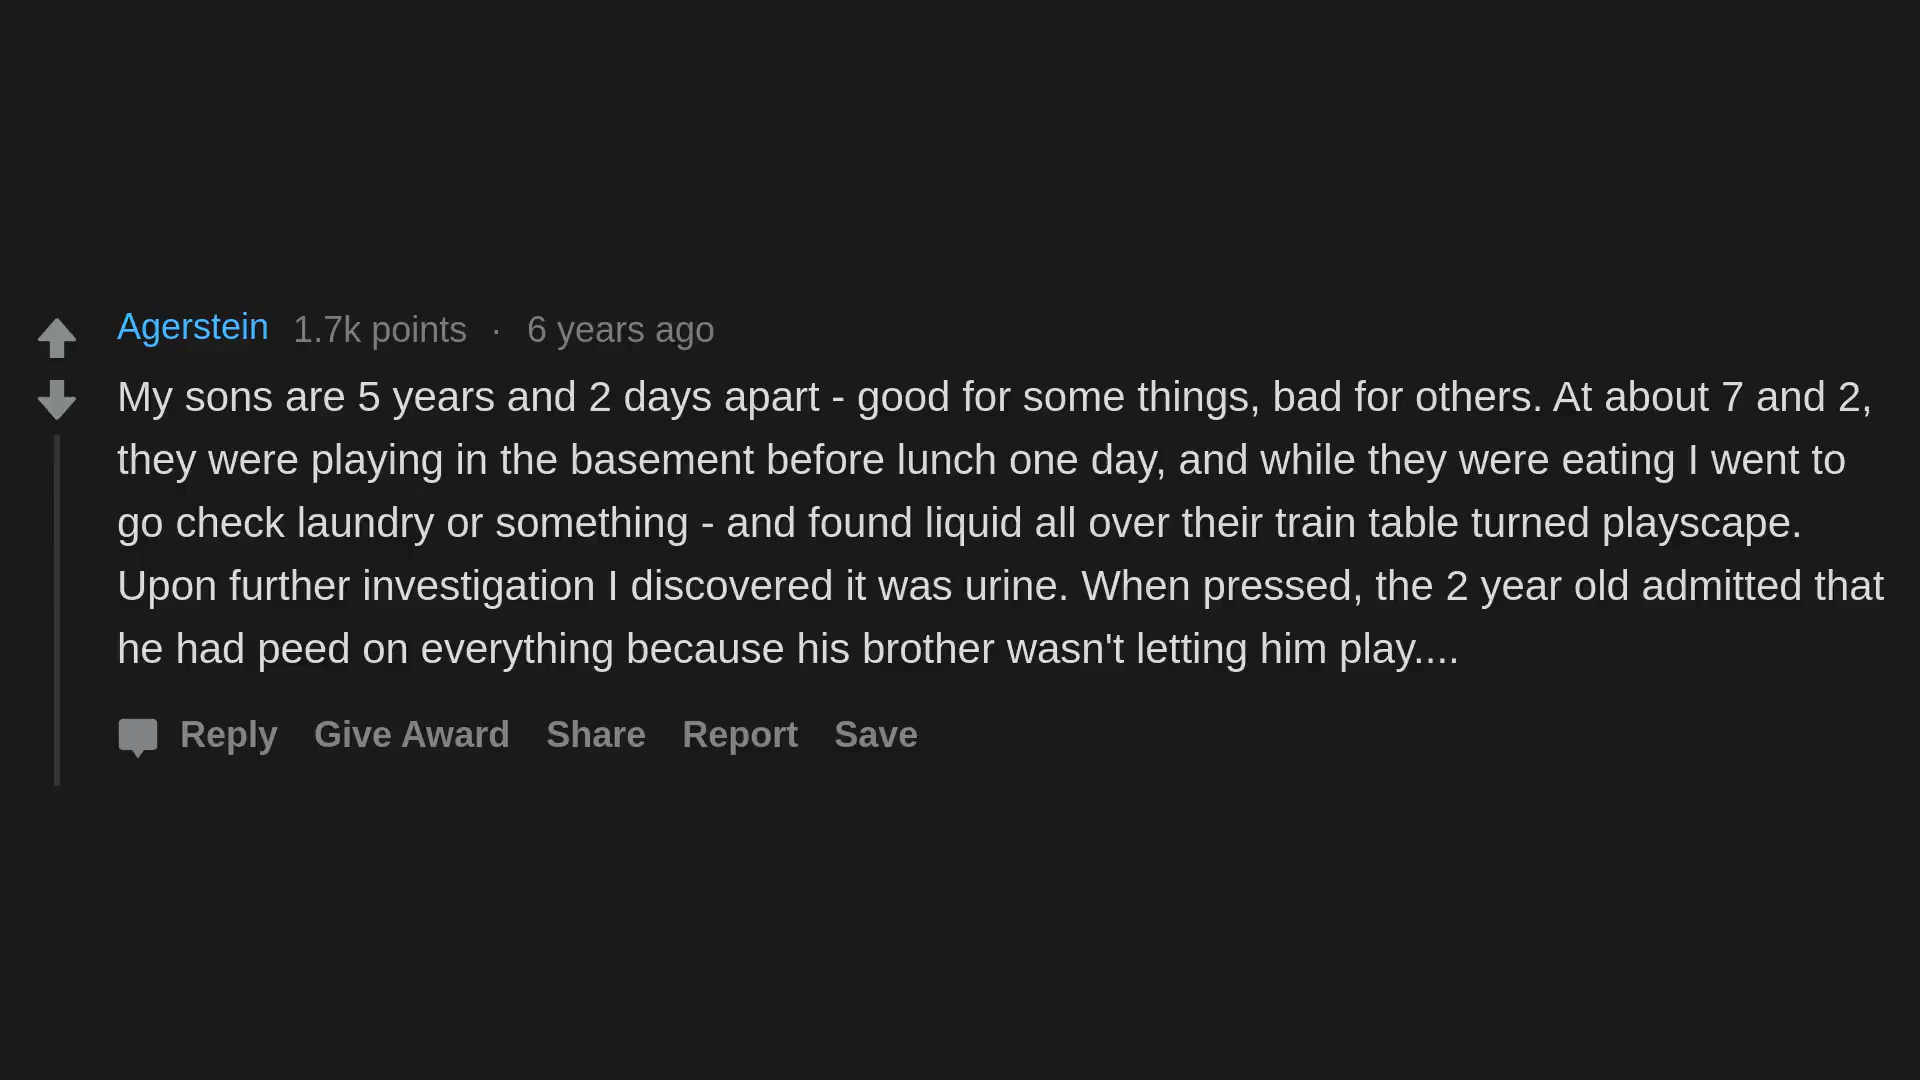 Agerstein 1.7k points · 6 years ago
My sons are 5 years and 2 days apart - good for some things, bad for others. At about 7 and 2,
they were playing in the basement before lunch one day, and while they were eating I went to
go check laundry or something - and found liquid all over their train table turned playscape.
Upon further investigation I discovered it was urine. When pressed, the 2 year old admitted that
he had peed on everything because his brother wasn't letting him play....
Reply Give Award Share Report Save